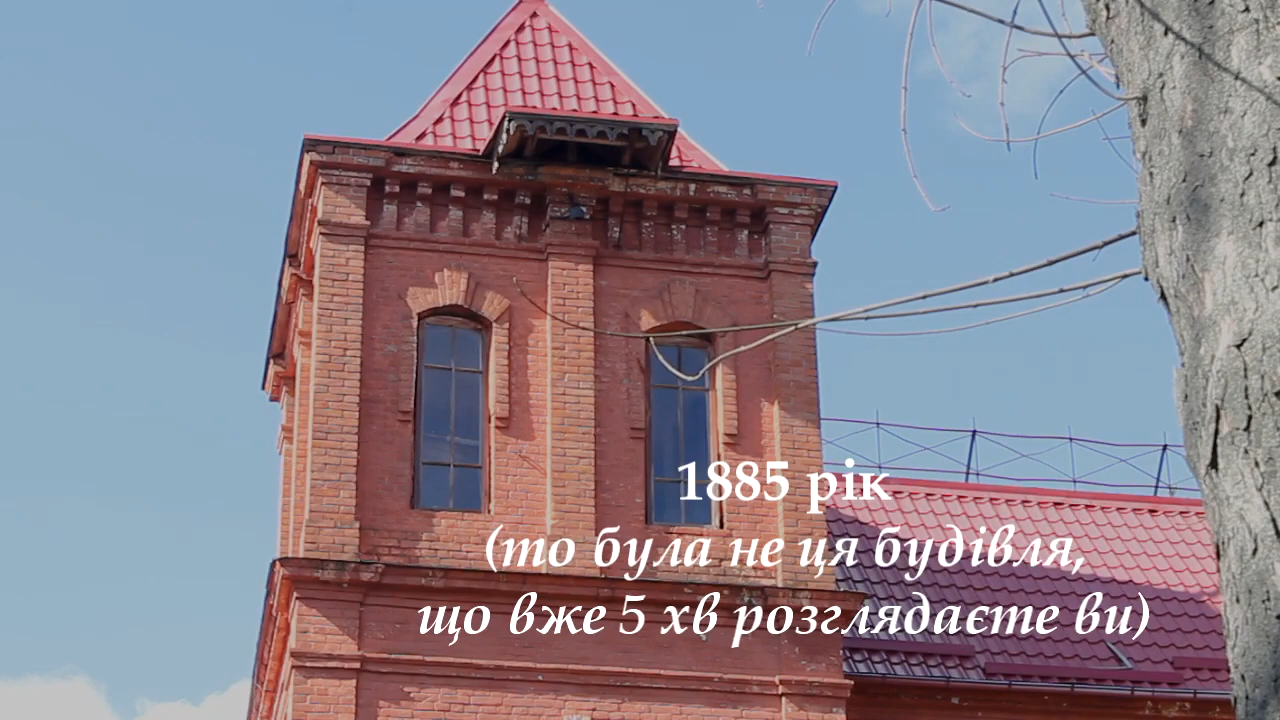 1885 рік
(то була не ця будівля,
що вже 5 хв розглядаєте ви)